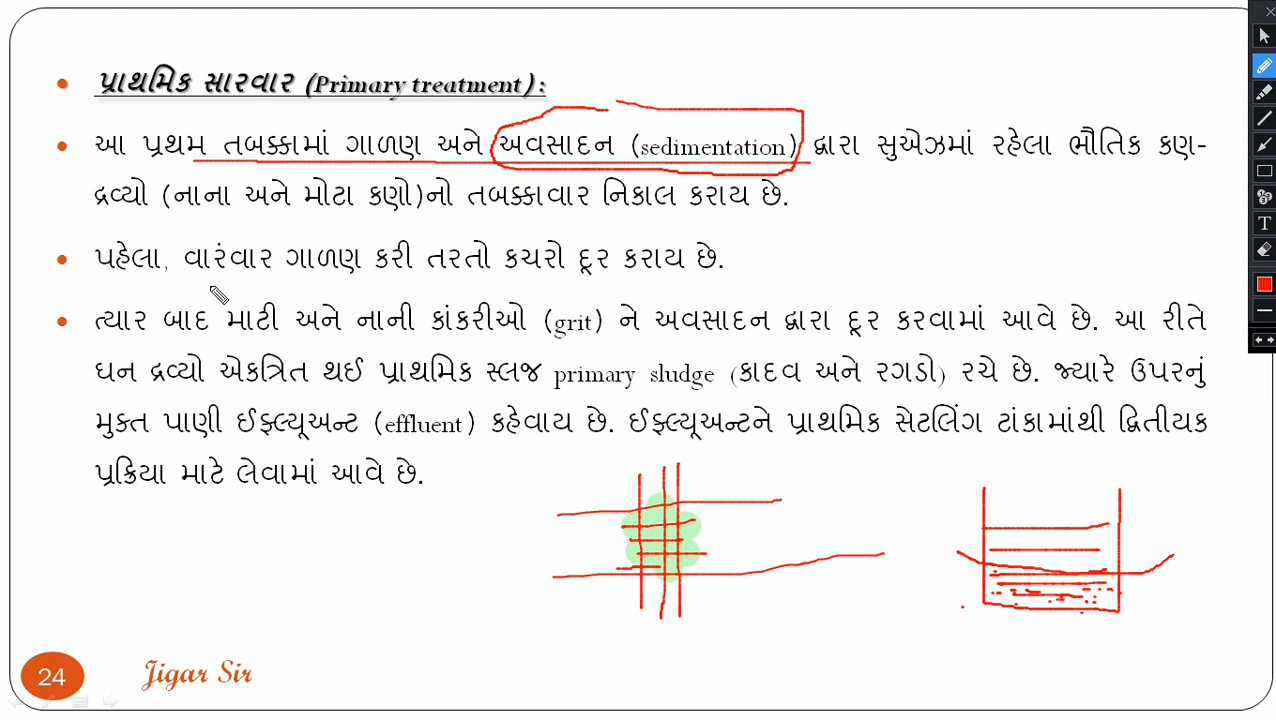 પ્રાથમિક સારવાર (Primary treatment):
આ પ્રથમ તબક્કામાં ગાળણ અને અવસાદન (sedimentation) દ્વારા સુએઝમાં રહેલા ભૌતિક કણ-
દ્રવ્યો (નાના અને મોટા કણો)નો તબક્કાવાર નિકાલ કરાય છે.
પહેલા, વારંવાર ગાળણ કરી તરતો કચરો દૂર કરાય છે.
ત્યાર બાદ માટી અને નાની કાંકરીઓ (grit) ને અવસાદન દ્વારા દૂર કરવામાં આવે છે. આ રીતે
ઘન દ્રવ્યો એકત્રિત થઈ પ્રાથમિક સ્લજ primary sludge (કાદવ અને રગડો) રચે છે. જ્યારે ઉપરનું
મુક્ત પાણી ઈફ્લ્યૂઅન્ટ (effluent) કહેવાય છે. ઈફ્લ્યૂઅન્ટને પ્રાથમિક સેટલિંગ ટાંકામાંથી દ્વિતીયક
પ્રક્રિયા માટે લેવામાં આવે છે.
24 Jigar Sir